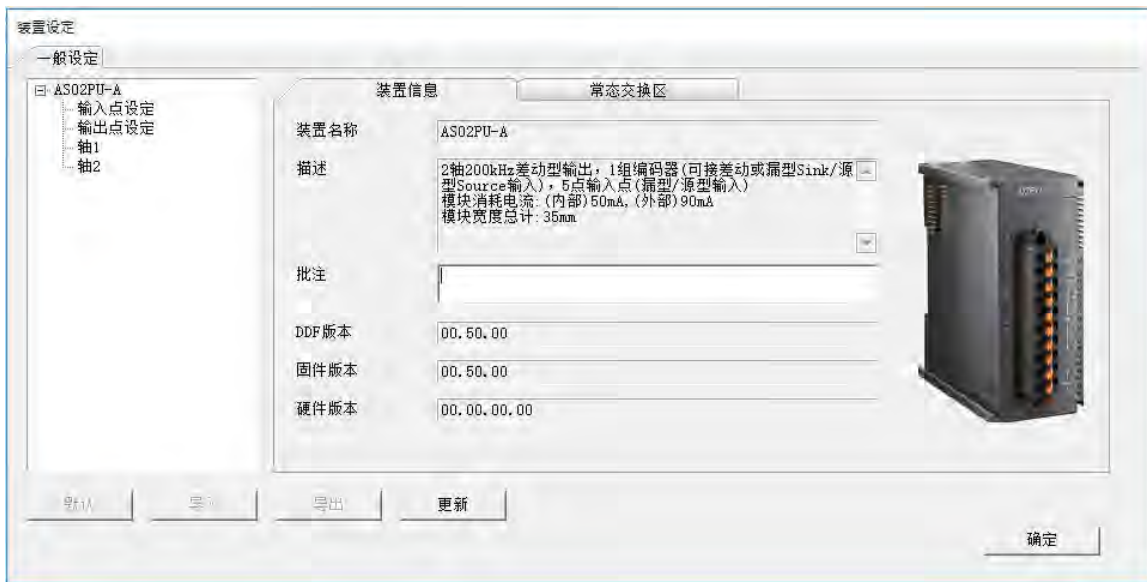 装置设定
一般设定
AS02PU-A
输入点设定
输出点设定
轴1
轴2
装置信息
常态交换区
装置名称
AS02PU-A
描述
2轴200kHz差动型输出，1组编码器(可接差动或漏型Sink/源
型Source输入)，5点输入点(漏型/源型输入)
模块消耗电流:(内部)50mA,(外部)90mA
模块宽度总计:35mm
批注
DDF版本
00.50.00
固件版本
00.50.00
硬件版本
00.00.00.00
默认
导出
更新
确定